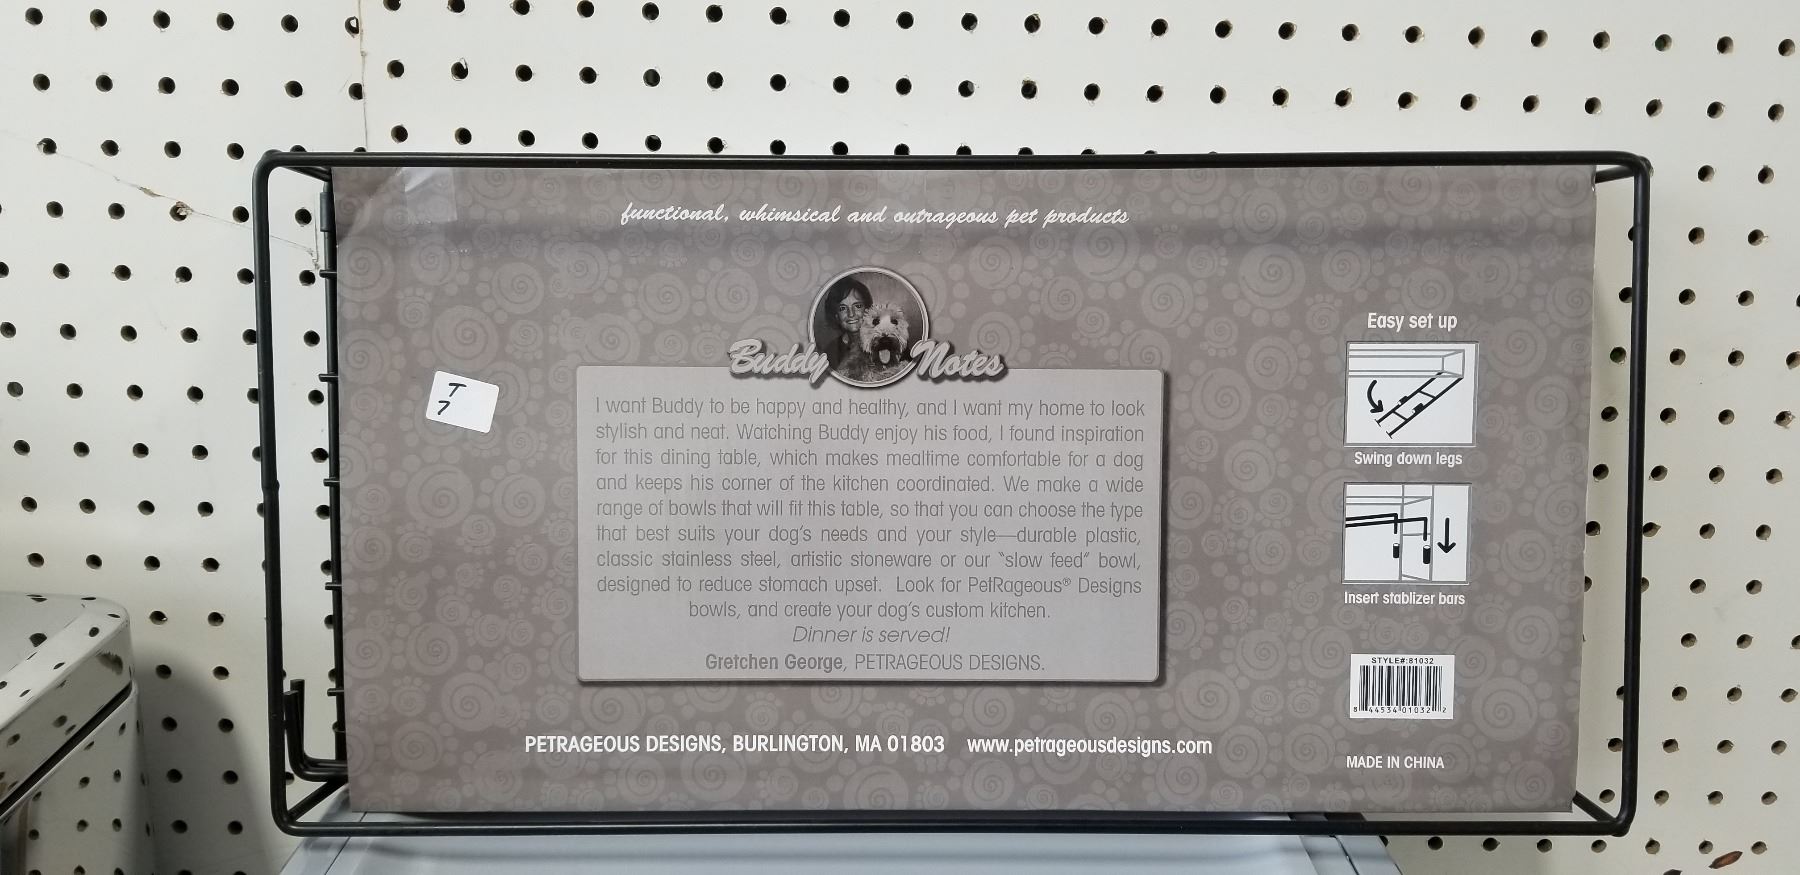 functional, whimsical and outrageous pet products
Buddy Notes
I want Buddy to be happy and healthy, and I want my home to look
stylish and neat. Watching Buddy enjoy his food, I found inspiration
for this dining table, which makes mealtime comfortable for a dog
and keeps his corner of the kitchen coordinated. We make a wide
range of bowls that will fit this table, so that you can choose the type
that best suits your dog's needs and your style—durable plastic,
classic stainless steel, artistic stoneware or our "slow feed" bowl,
designed to reduce stomach upset. Look for PetRageous® Designs
bowls, and create your dog's custom kitchen.
Dinner is served!
Gretchen George, PETRAGEOUS DESIGNS.
PETRAGEOUS DESIGNS, BURLINGTON, MA 01803 www.petrageousdesigns.com
T
7
Easy set up
Swing down legs
Insert stablizer bars
STYLE#:81032
8 44534 01032 2
MADE IN CHINA